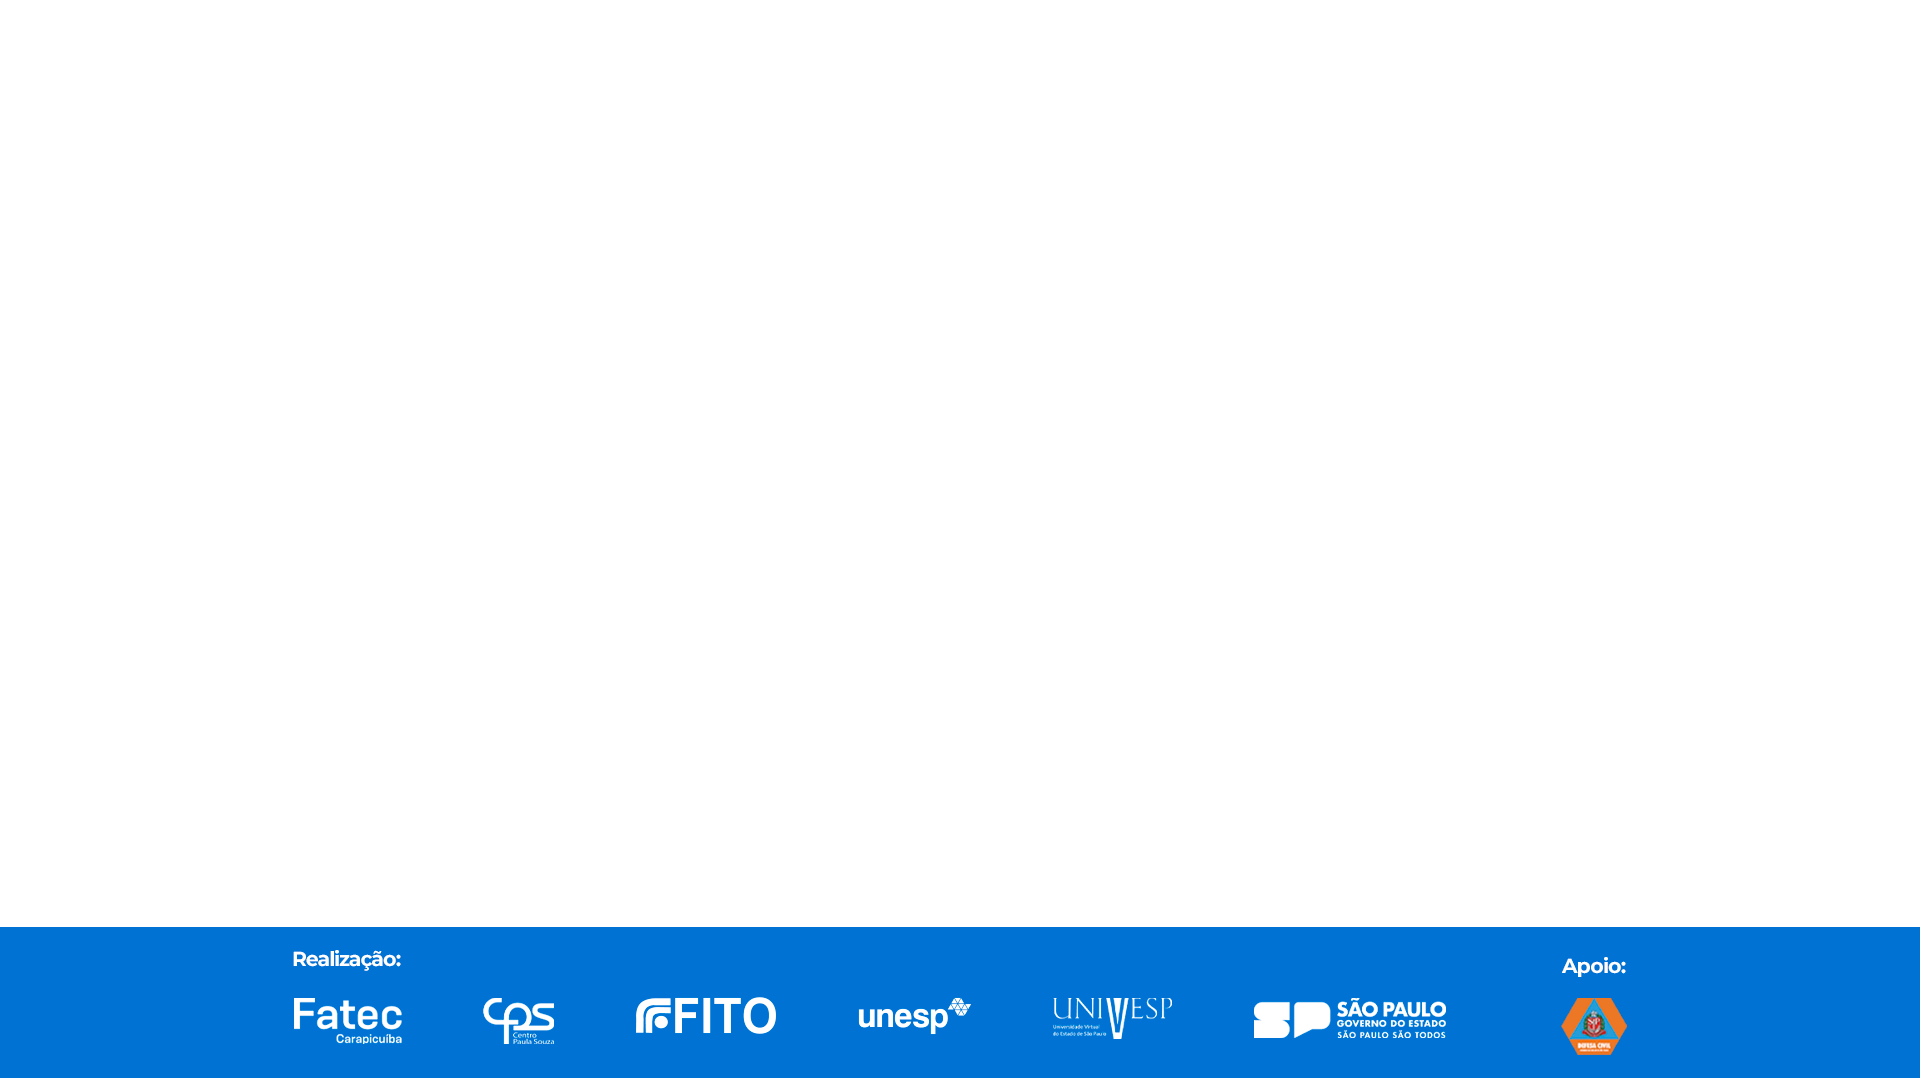 Realização:
Apoio:
Fatec
Carapicuíba
cps
Centro
Paula Souza
FITO
unesp
UNIVESP
Universidade Virtual
do Estado de São Paulo
SP
SÃO PAULO
GOVERNO DO ESTADO
SÃO PAULO SÃO TODOS
DEFESA CIVIL